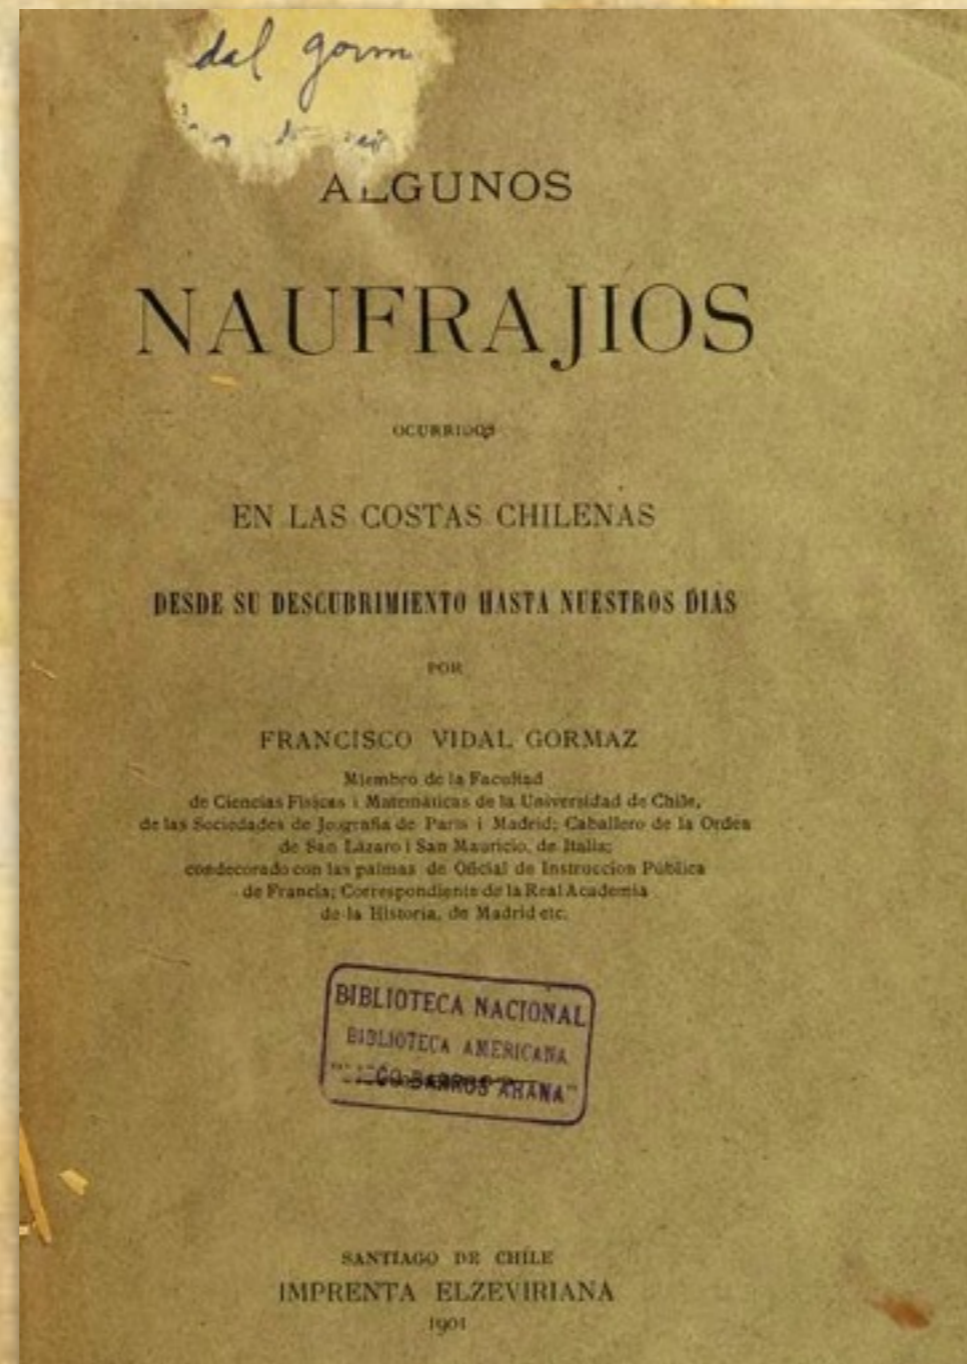 dal gorm
ALGUNOS
NAUFRAJIOS
OCURRIDOS
EN LAS COSTAS CHILENAS
DESDE SU DESCUBRIMIENTO HASTA NUESTROS DIAS
POR
FRANCISCO VIDAL GORMAZ
Miembro de la Facultad
de Ciencias Físicas i Matemáticas de la Universidad de Chile,
de las Sociedades de Jeografía de Paris i Madrid; Caballero de la Orden
de San Lázaro i San Mauricio, de Italia;
condecorado con las palmas de Oficial de Instruccion Pública
de Francia; Correspondiente de la Real Academia
de la Historia, de Madrid etc.
BIBLIOTECA NACIONAL
BIBLIOTECA AMERICANA
"DIEGO BARROS ARANA"
SANTIAGO DE CHILE
IMPRENTA ELZEVIRIANA
1901